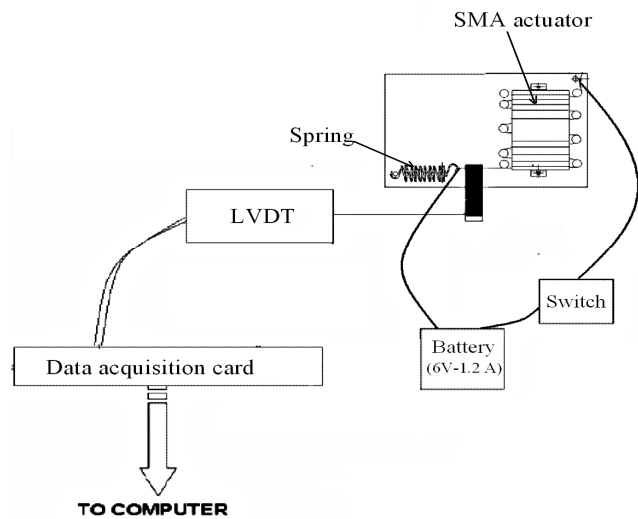 SMA actuator
Spring
LVDT
Switch
Battery
(6V-1.2 A)
Data acquisition card
TO COMPUTER